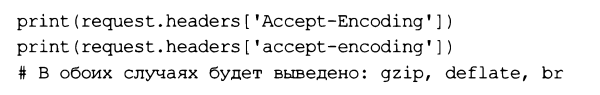 print(request.headers['Accept-Encoding'])
print(request.headers['accept-encoding'])
# В обоих случаях будет выведено: gzip, deflate, br